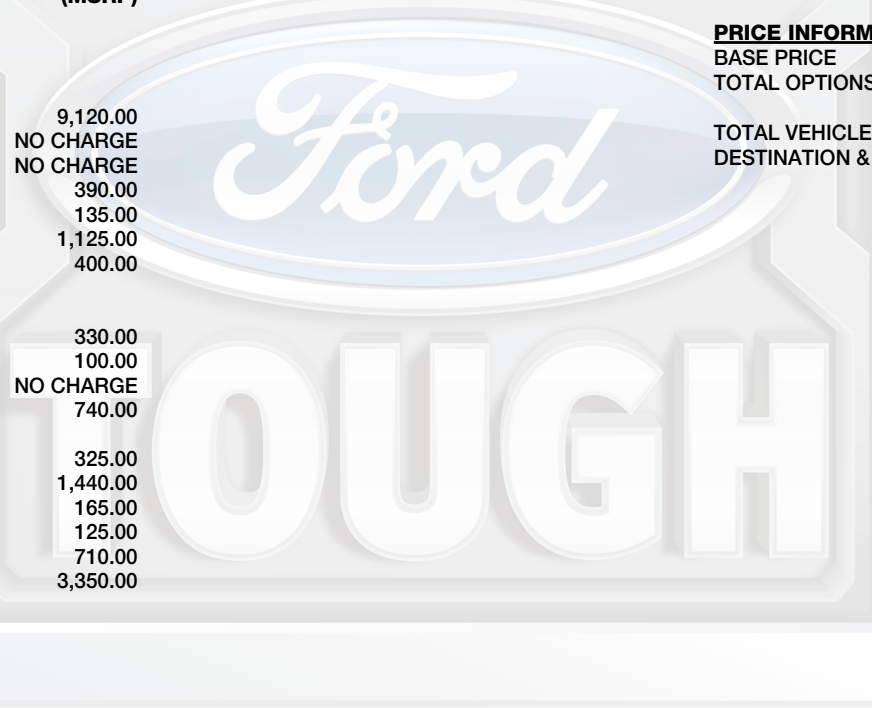 (MSRP)
9,120.00
NO CHARGE
NO CHARGE
390.00
135.00
1,125.00
400.00
330.00
100.00
NO CHARGE
740.00
325.00
1,440.00
165.00
125.00
710.00
3,350.00
PRICE INFORM
BASE PRICE
TOTAL OPTIONS
TOTAL VEHICLE
DESTINATION &
Ford
TOUGH